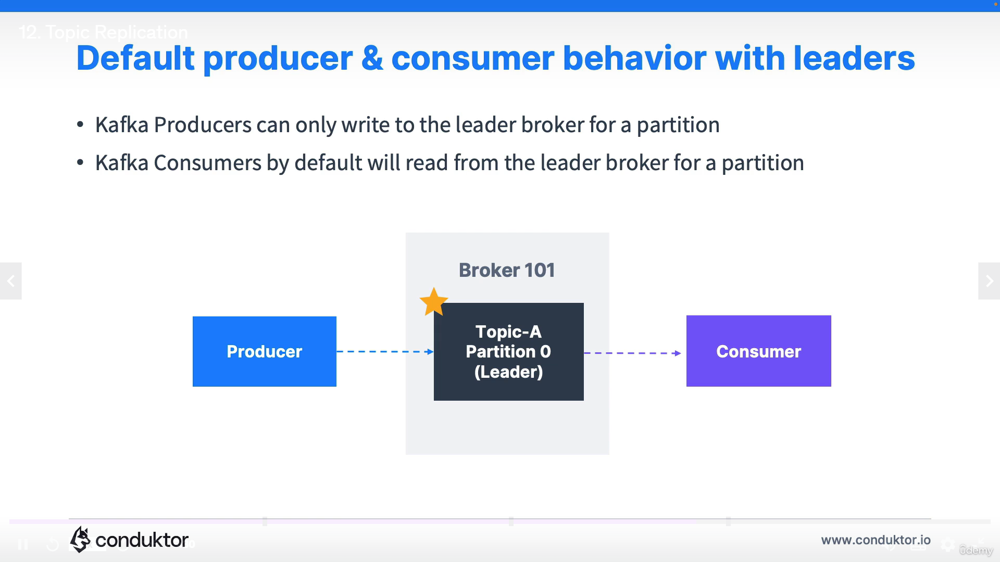 12. Topic Replication
Default producer & consumer behavior with leaders
• Kafka Producers can only write to the leader broker for a partition
• Kafka Consumers by default will read from the leader broker for a partition
Broker 101
Producer
Topic-A
Partition 0
(Leader)
Consumer
conduktor
www.conduktor.io
ûdemy